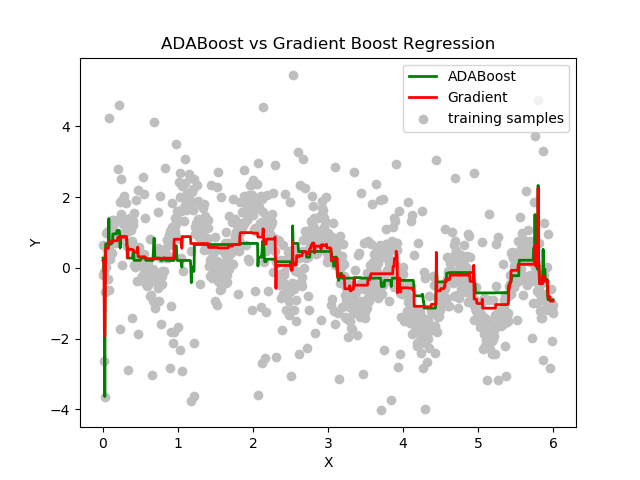 ADABoost vs Gradient Boost Regression
ADABoost
Gradient
training samples
Y
4
2
0
−2
−4
0 1 2 3 4 5 6
X